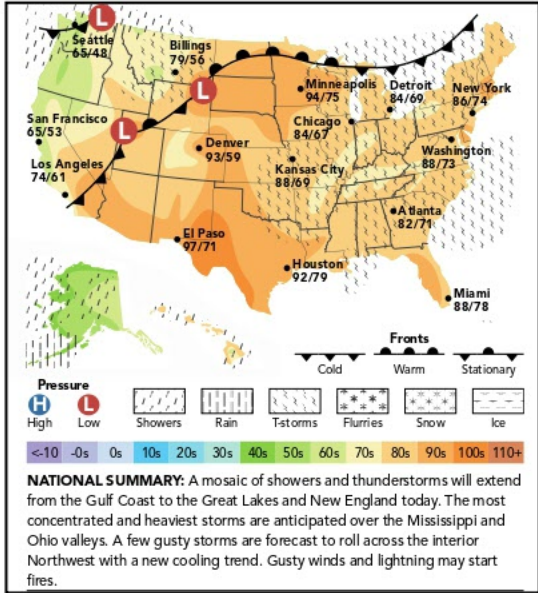 L
Seattle
65/48
Billings
79/56
L
Minneapolis
94/75
Detroit
84/69
New York
86/74
San Francisco
65/53
L
Chicago
84/67
Denver
93/59
Washington
88/73
Los Angeles
74/61
Kansas City
88/69
Atlanta
82/71
El Paso
97/71
Houston
92/79
Miami
88/78
Fronts
Cold Warm Stationary
Pressure
H L
High Low Showers Rain T-storms Flurries Snow Ice
<-10 -0s 0s 10s 20s 30s 40s 50s 60s 70s 80s 90s 100s 110+
NATIONAL SUMMARY: A mosaic of showers and thunderstorms will extend
from the Gulf Coast to the Great Lakes and New England today. The most
concentrated and heaviest storms are anticipated over the Mississippi and
Ohio valleys. A few gusty storms are forecast to roll across the interior
Northwest with a new cooling trend. Gusty winds and lightning may start
fires.